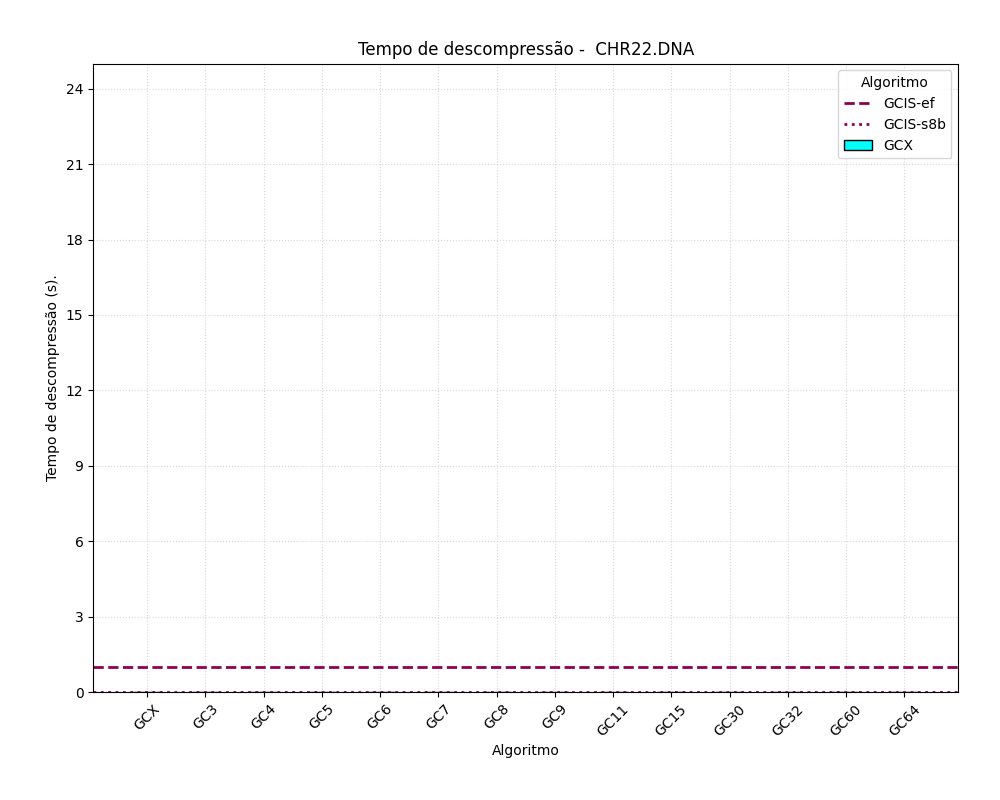 Tempo de descompressão -  CHR22.DNA
Algoritmo
GCIS-ef
GCIS-s8b
GCX
Tempo de descompressão (s).
24
21
18
15
12
9
6
3
0
GCX GC3 GC4 GC5 GC6 GC7 GC8 GC9 GC11 GC15 GC30 GC32 GC60 GC64
Algoritmo